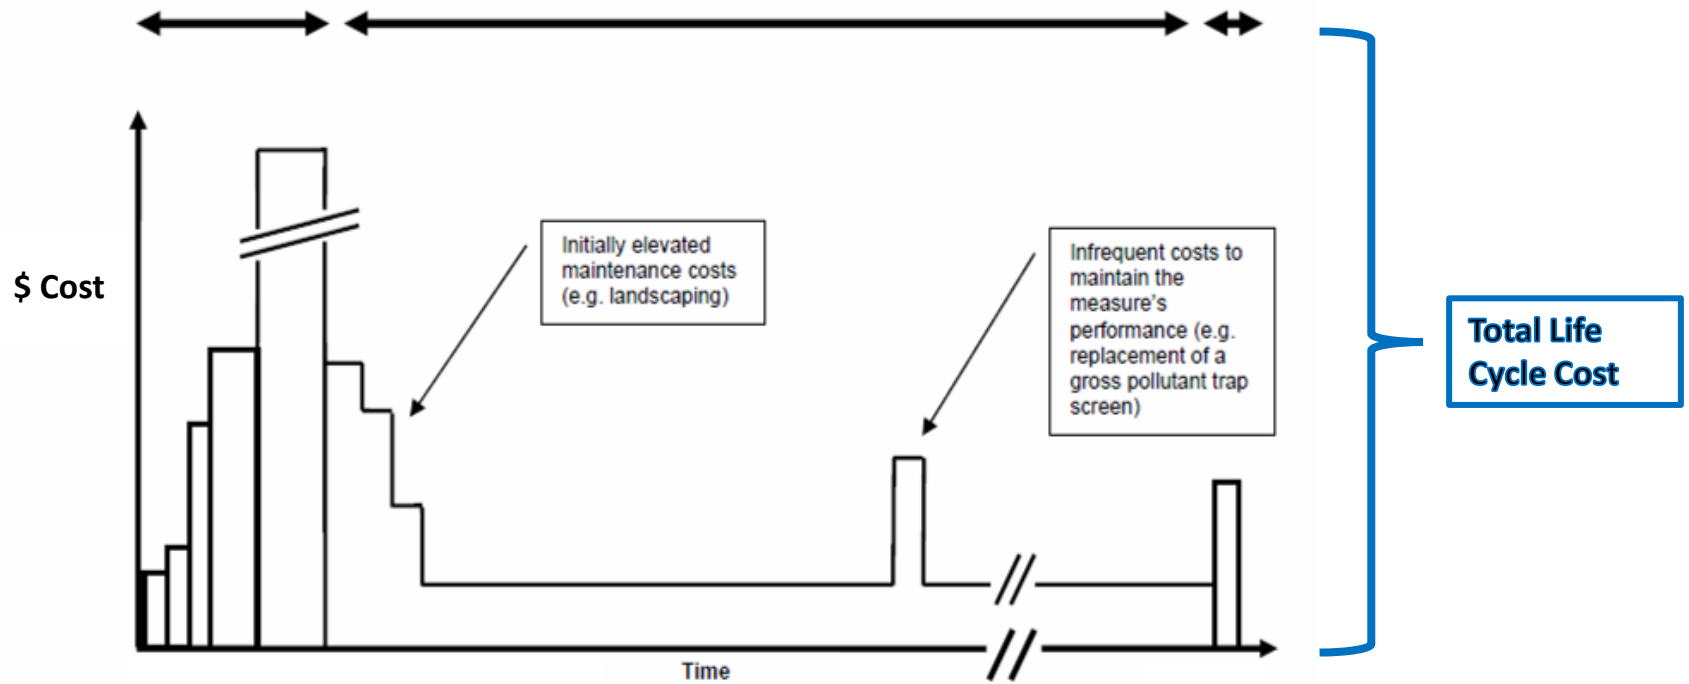 $ Cost
Initially elevated
maintenance costs
(e.g. landscaping)
Infrequent costs to
maintain the
measure's
performance (e.g.
replacement of a
gross pollutant trap
screen)
Total Life
Cycle Cost
Time